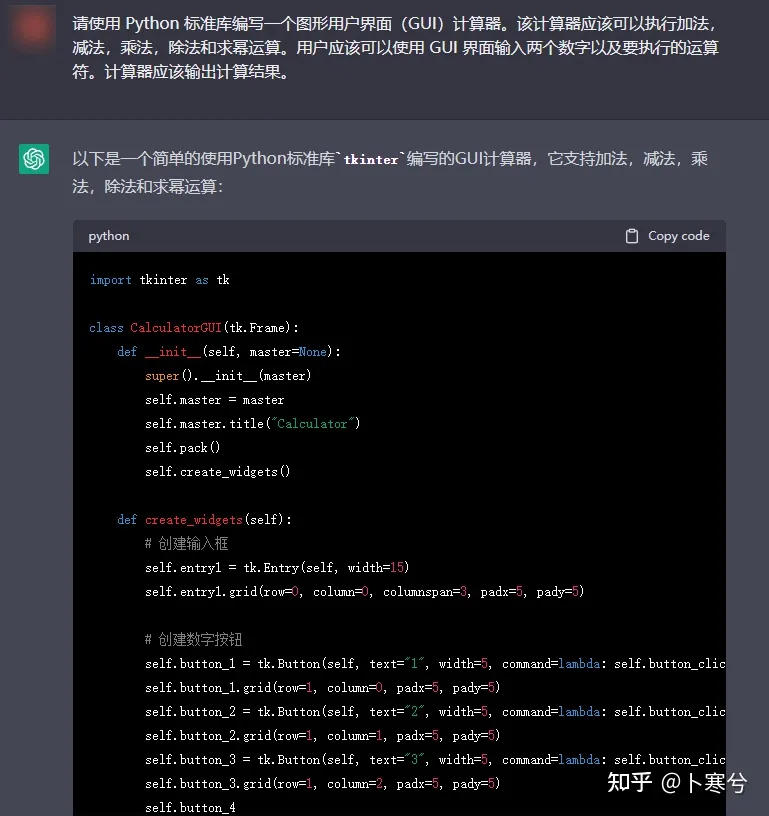 请使用 Python 标准库编写一个图形用户界面（GUI）计算器。该计算器应该可以执行加法，
减法，乘法，除法和求幂运算。用户应该可以使用 GUI 界面输入两个数字以及要执行的运算
符。计算器应该输出计算结果。
以下是一个简单的使用Python标准库`tkinter`编写的GUI计算器，它支持加法，减法，乘
法，除法和求幂运算：
python Copy code
import tkinter as tk
class CalculatorGUI(tk.Frame):
    def __init__(self, master=None):
        super().__init__(master)
        self.master = master
        self.master.title("Calculator")
        self.pack()
        self.create_widgets()
    def create_widgets(self):
        # 创建输入框
        self.entry1 = tk.Entry(self, width=15)
        self.entry1.grid(row=0, column=0, columnspan=3, padx=5, pady=5)
        # 创建数字按钮
        self.button_1 = tk.Button(self, text="1", width=5, command=lambda: self.button_clic
        self.button_1.grid(row=1, column=0, padx=5, pady=5)
        self.button_2 = tk.Button(self, text="2", width=5, command=lambda: self.button_clic
        self.button_2.grid(row=1, column=1, padx=5, pady=5)
        self.button_3 = tk.Button(self, text="3", width=5, command=lambda: self.button_clic
        self.button_3.grid(row=1, column=2, padx=5, pady=5)
        self.button_4
知乎 @卜寒兮